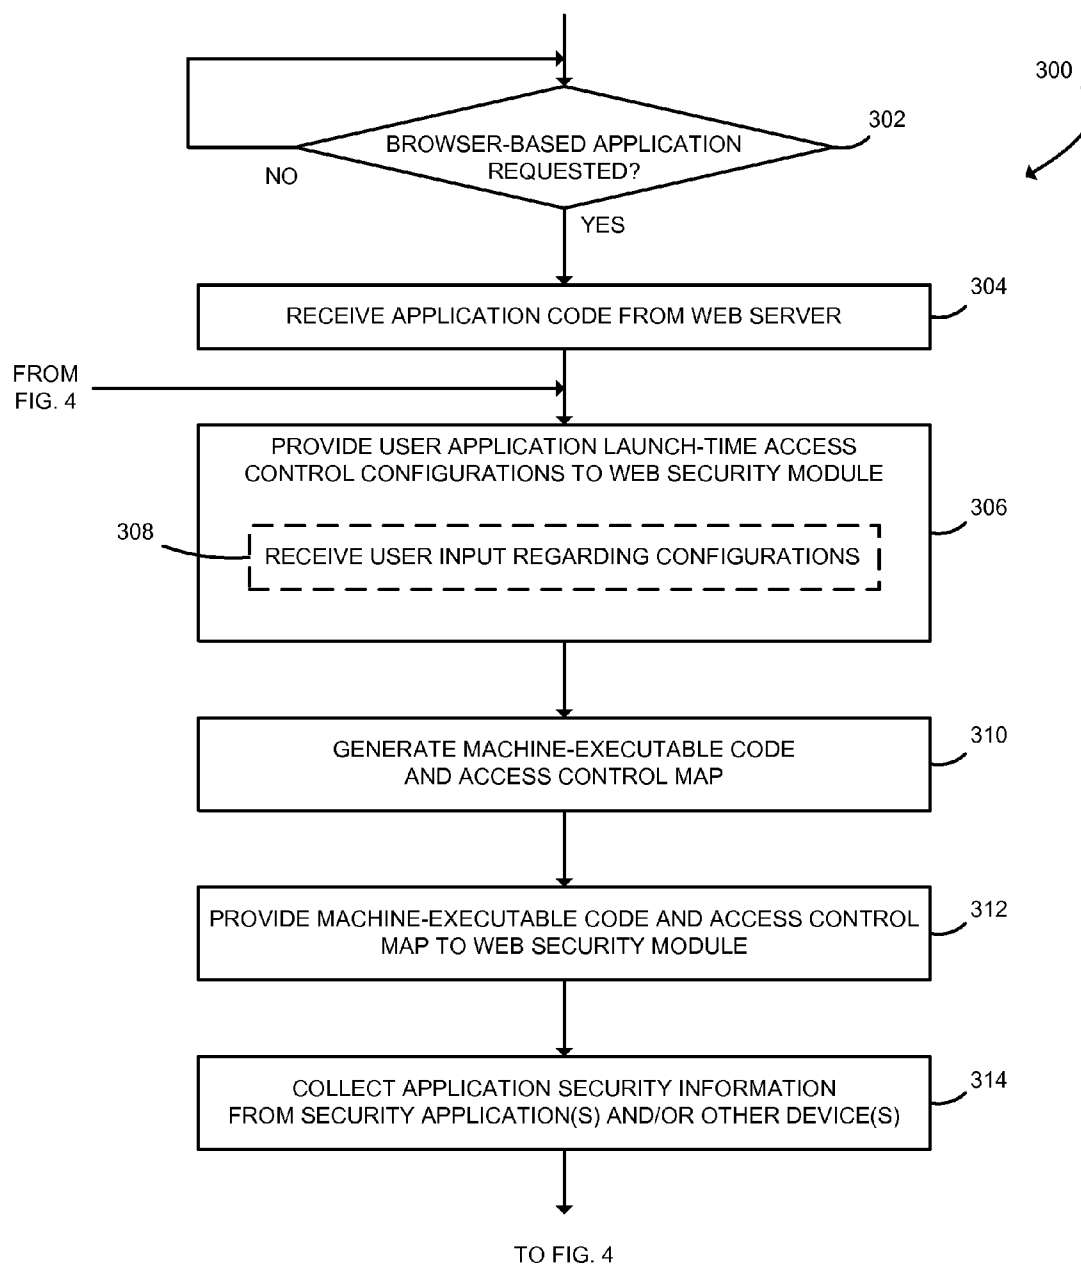 300
302
BROWSER-BASED APPLICATION
REQUESTED?
NO
YES
304
RECEIVE APPLICATION CODE FROM WEB SERVER
FROM
FIG. 4
PROVIDE USER APPLICATION LAUNCH-TIME ACCESS
CONTROL CONFIGURATIONS TO WEB SECURITY MODULE
306
308
RECEIVE USER INPUT REGARDING CONFIGURATIONS
310
GENERATE MACHINE-EXECUTABLE CODE
AND ACCESS CONTROL MAP
312
PROVIDE MACHINE-EXECUTABLE CODE AND ACCESS CONTROL
MAP TO WEB SECURITY MODULE
314
COLLECT APPLICATION SECURITY INFORMATION
FROM SECURITY APPLICATION(S) AND/OR OTHER DEVICE(S)
TO FIG. 4